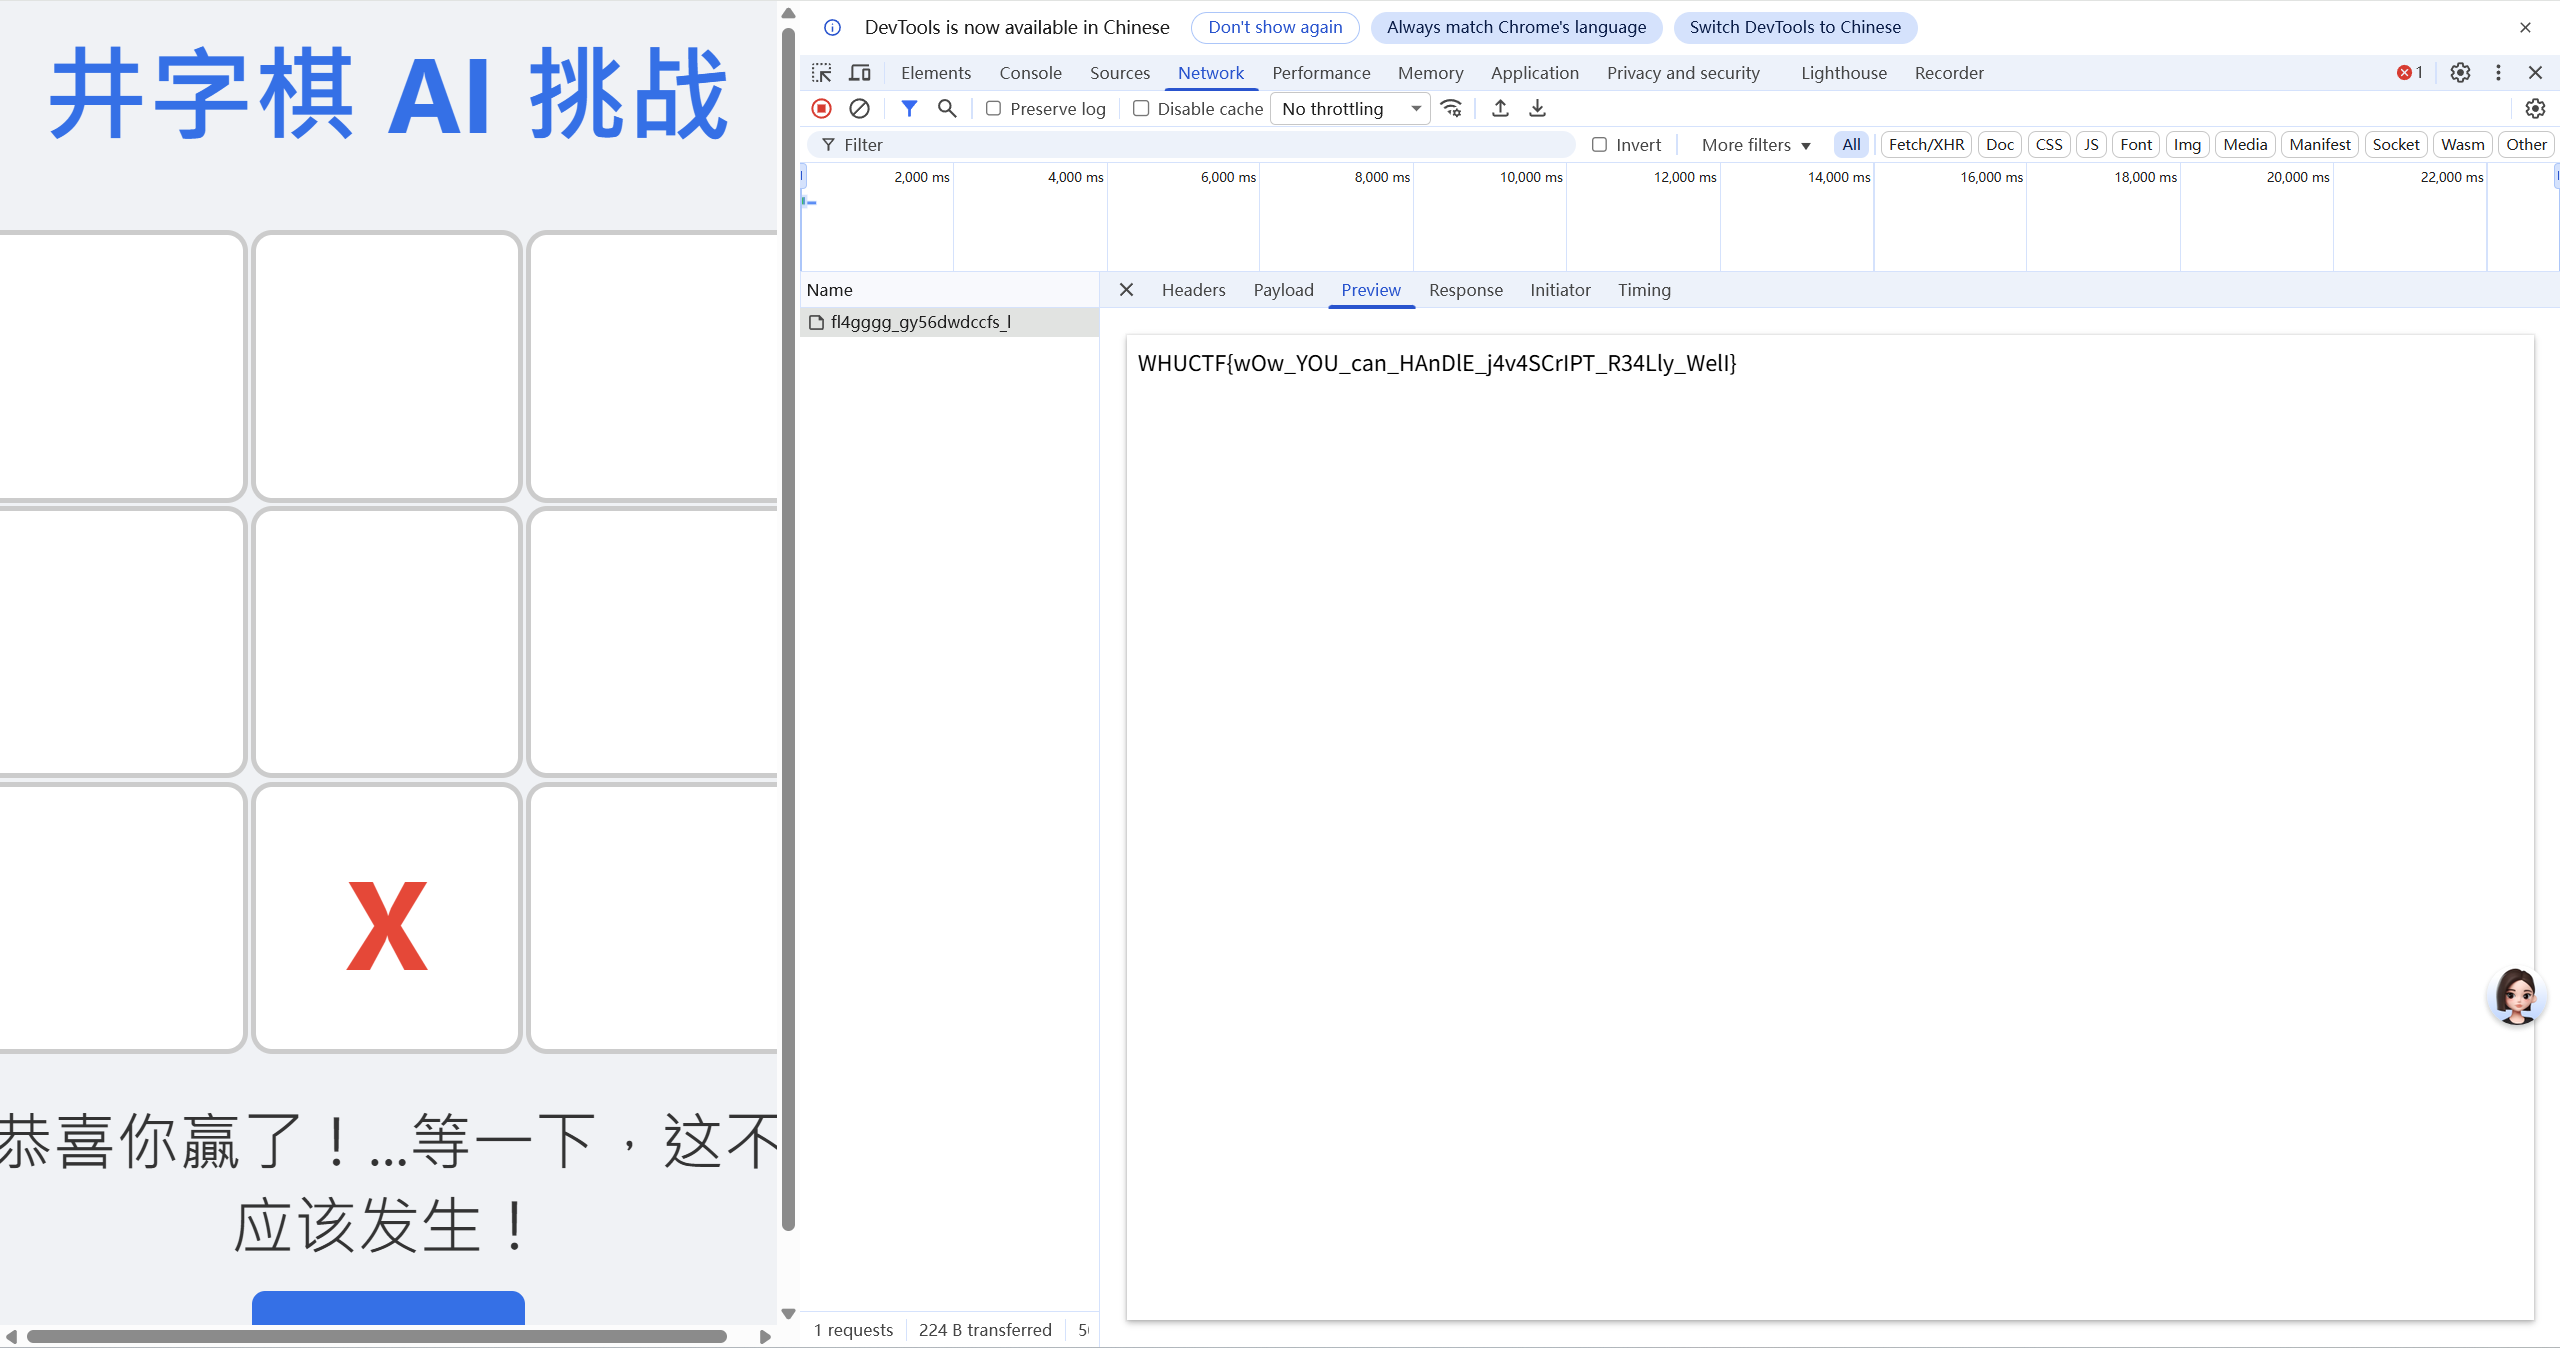 井字棋 AI 挑战
X
恭喜你赢了！...等一下，这不
应该发生！
DevTools is now available in Chinese
Don't show again
Always match Chrome's language
Switch DevTools to Chinese
Elements
Console
Sources
Network
Performance
Memory
Application
Privacy and security
Lighthouse
Recorder
1
Preserve log
Disable cache
No throttling
Filter
Invert
More filters
All
Fetch/XHR
Doc
CSS
JS
Font
Img
Media
Manifest
Socket
Wasm
Other
2,000 ms
4,000 ms
6,000 ms
8,000 ms
10,000 ms
12,000 ms
14,000 ms
16,000 ms
18,000 ms
20,000 ms
22,000 ms
Name
fl4gggg_gy56dwdccfs_l
Headers
Payload
Preview
Response
Initiator
Timing
WHUCTF{wOw_YOU_can_HAnDlE_j4v4SCrIPT_R34Lly_WelI}
1 requests
224 B transferred